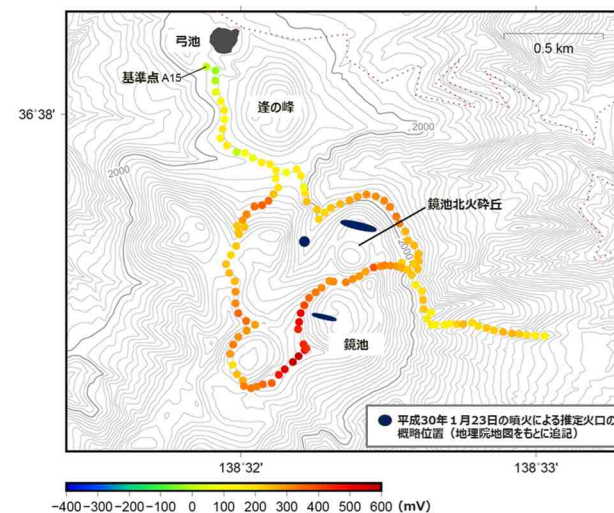 弓池
0.5 km
基準点 A15
逢の峰
36˚38'
2000
2000
鏡池北火砕丘
2000
鏡池
平成30年1月23日の噴火による推定火口の
概略位置（地理院地図をもとに追記）
138˚32'
138˚33'
−400 −300 −200 −100 0 100 200 300 400 500 600 (mV)